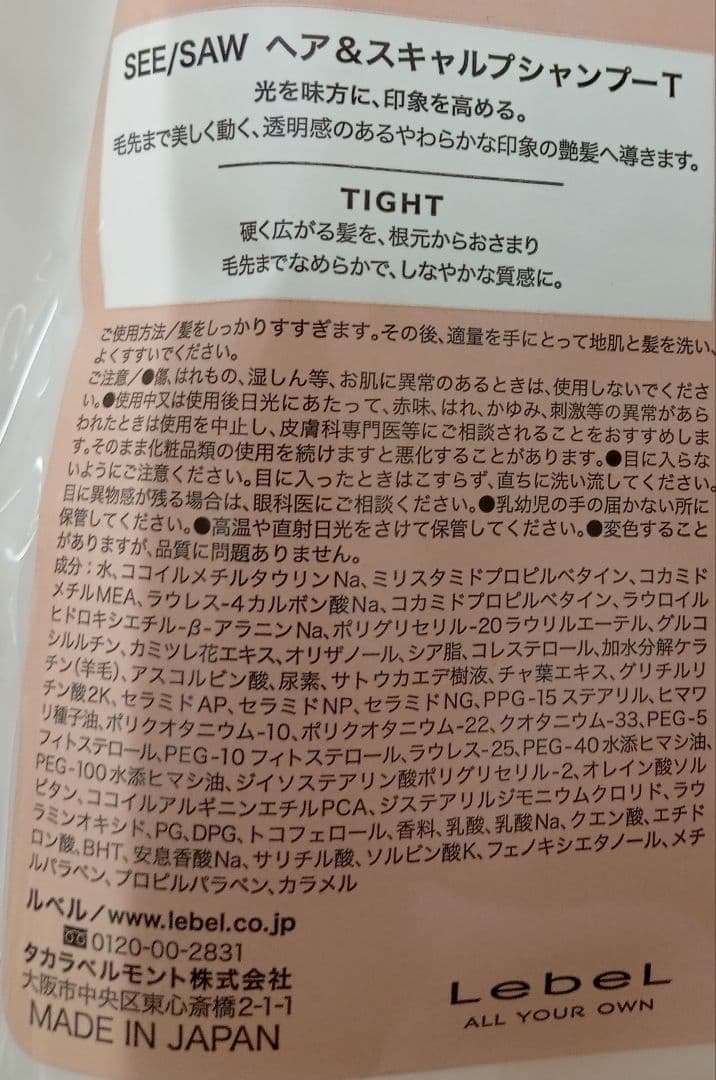 SEE/SAW ヘア＆スキャルプシャンプーT
光を味方に、印象を高める。
毛先まで美しく動く、透明感のあるやわらかな印象の艶髪へ導きます。
TIGHT
硬く広がる髪を、根元からおさまり
毛先までなめらかで、しなやかな質感に。
ご使用方法/髪をしっかりすすぎます。その後、適量を手にとって地肌と髪を洗い、
よくすすいでください。
ご注意/●傷、はれもの、湿しん等、お肌に異常のあるときは、使用しないでくださ
い。●使用中又は使用後日光にあたって、赤味、はれ、かゆみ、刺激等の異常があら
われたときは使用を中止し、皮膚科専門医等にご相談されることをおすすめしま
す。そのまま化粧品類の使用を続けますと悪化することがあります。●目に入らな
いようにご注意ください。目に入ったときはこすらず、直ちに洗い流してください。
目に異物感が残る場合は、眼科医にご相談ください。●乳幼児の手の届かない所に
保管してください。●高温や直射日光をさけて保管してください。●変色すること
がありますが、品質に問題ありません。
成分：水、ココイルメチルタウリンNa、ミリスタミドプロピルベタイン、コカミド
メチルMEA、ラウレス-4カルボン酸Na、コカミドプロピルベタイン、ラウロイル
ヒドロキシエチル-β-アラニンNa、ポリグリセリル-20ラウリルエーテル、グルコ
シルルチン、カミツレ花エキス、オリザノール、シア脂、コレステロール、加水分解ケラ
チン(羊毛)、アスコルビン酸、尿素、サトウカエデ樹液、チャ葉エキス、グリチルリ
チン酸2K、セラミドAP、セラミドNP、セラミドNG、PPG-15ステアリル、ヒマワ
リ種子油、ポリクオタニウム-10、ポリクオタニウム-22、クオタニウム-33、PEG-5
フィトステロール、PEG-10フィトステロール、ラウレス-25、PEG-40水添ヒマシ油、
PEG-100水添ヒマシ油、ジイソステアリン酸ポリグリセリル-2、オレイン酸ソル
ビタン、ココイルアルギニンエチルPCA、ジステアリルジモニウムクロリド、ラウ
ラミンオキシド、PG、DPG、トコフェロール、香料、乳酸、乳酸Na、クエン酸、エチド
ロン酸、BHT、安息香酸Na、サリチル酸、ソルビン酸K、フェノキシエタノール、メチ
ルパラベン、プロピルパラベン、カラメル
ルベル/www.lebel.co.jp
0120-00-2831
タカラベルモント株式会社
大阪市中央区東心斎橋2-1-1
MADE IN JAPAN
LebeL
ALL YOUR OWN